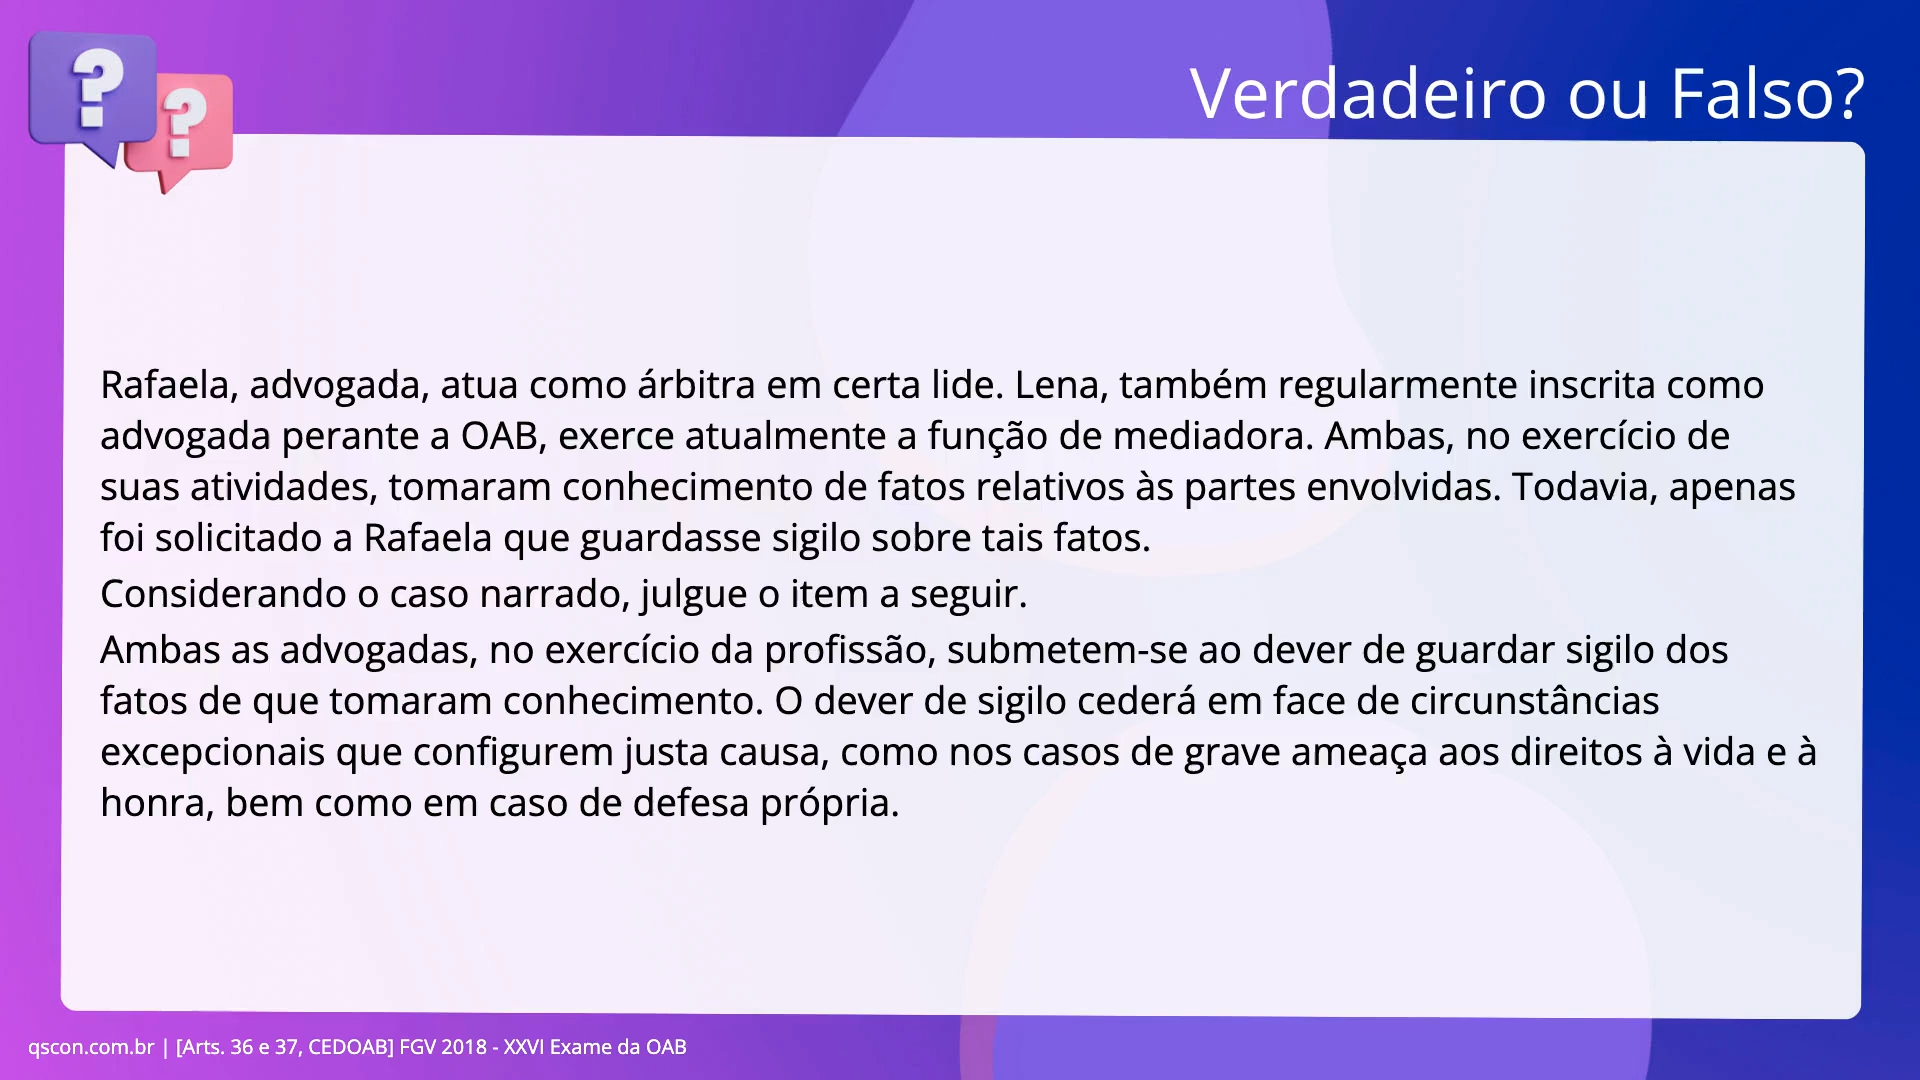 Verdadeiro ou Falso?
Rafaela, advogada, atua como árbitra em certa lide. Lena, também regularmente inscrita como
advogada perante a OAB, exerce atualmente a função de mediadora. Ambas, no exercício de
suas atividades, tomaram conhecimento de fatos relativos às partes envolvidas. Todavia, apenas
foi solicitado a Rafaela que guardasse sigilo sobre tais fatos.
Considerando o caso narrado, julgue o item a seguir.
Ambas as advogadas, no exercício da profissão, submetem-se ao dever de guardar sigilo dos
fatos de que tomaram conhecimento. O dever de sigilo cederá em face de circunstâncias
excepcionais que configurem justa causa, como nos casos de grave ameaça aos direitos à vida e à
honra, bem como em caso de defesa própria.
qscon.com.br | [Arts. 36 e 37, CEDOAB] FGV 2018 - XXVI Exame da OAB